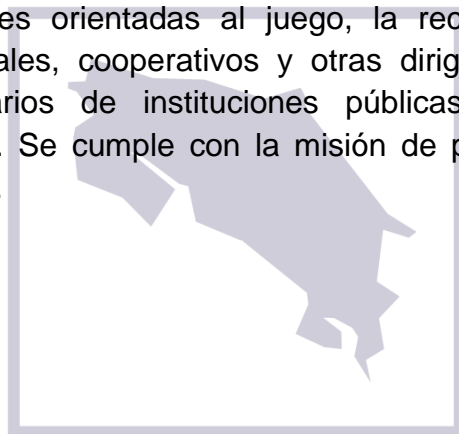 es orientadas al juego, la rec
ales, cooperativos y otras dirig
rios de instituciones públicas
. Se cumple con la misión de p